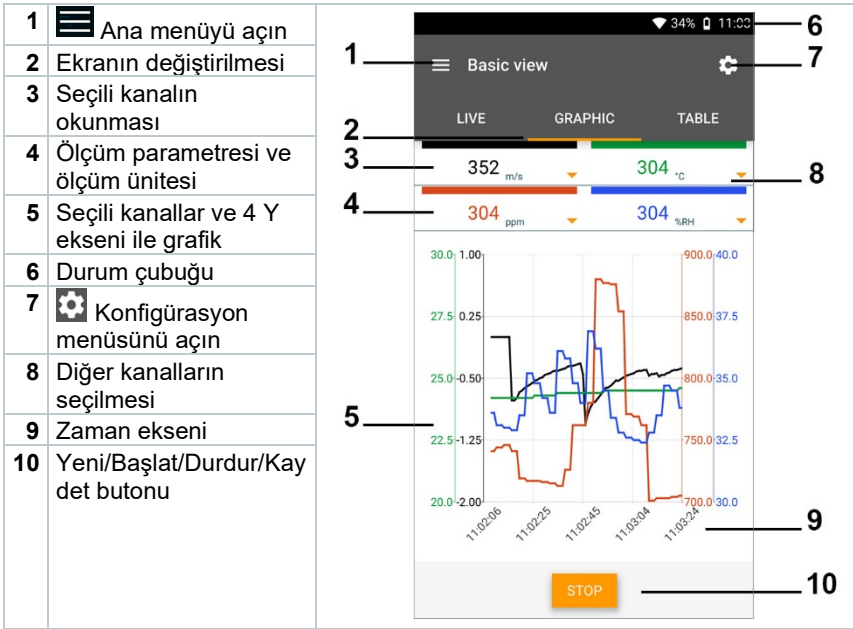 1 Ana menüyü açın
2 Ekranın değiştirilmesi
3 Seçili kanalın
okunması
4 Ölçüm parametresi ve
ölçüm ünitesi
5 Seçili kanallar ve 4 Y
ekseni ile grafik
6 Durum çubuğu
7 Konfigürasyon
menüsünü açın
8 Diğer kanalların
seçilmesi
9 Zaman ekseni
10 Yeni/Başlat/Durdur/Kay
det butonu
34% 11:00 6
1 Basic view 7
LIVE GRAPHIC TABLE
2
3 352 m/s 304 °C 8
4 304 ppm 304 %RH
30.0 1.00 900.0 40.0
27.5 0.25 850.0 37.5
25.0 -0.50 800.0 35.0
5
22.5 -1.25 750.0 32.5
20.0 -2.00 700.0 30.0
11:02:06 11:02:25 11:02:45 11:03:04 11:03:24 9
STOP 10